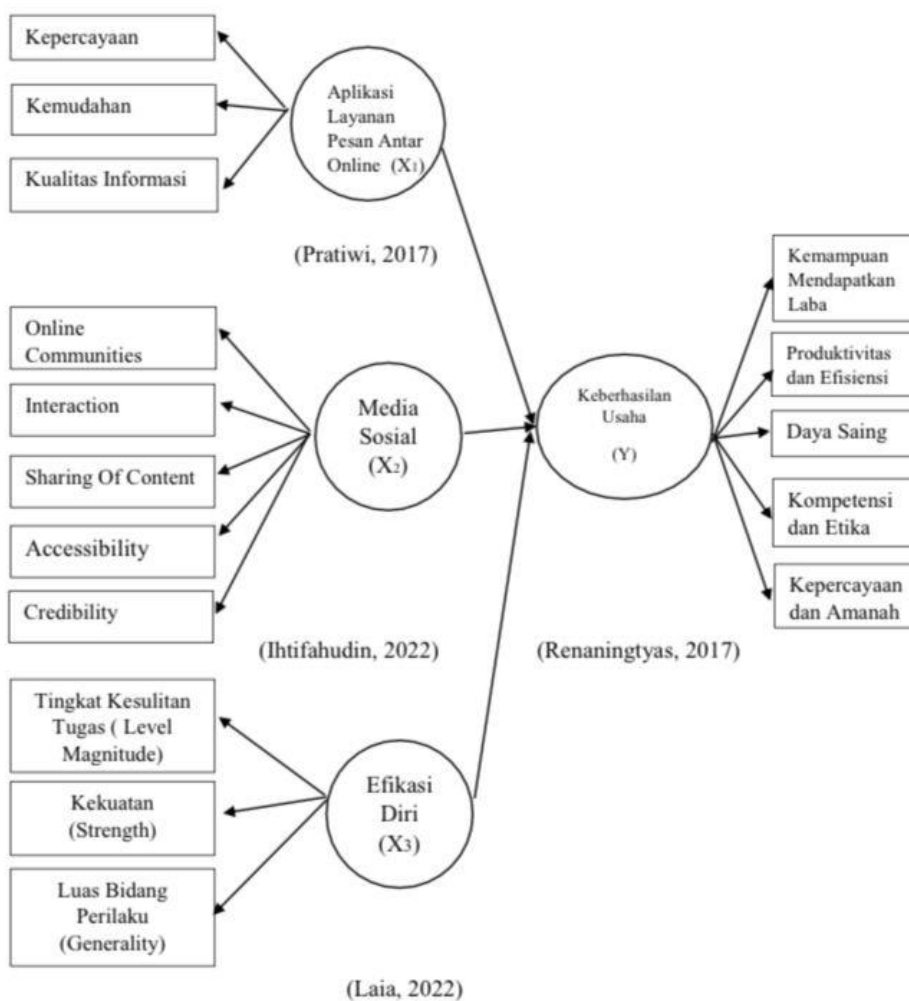 Kepercayaan
Kemudahan
Kualitas Informasi
Aplikasi
Layanan
Pesan Antar
Online (X1)
(Pratiwi, 2017)
Online
Communities
Interaction
Sharing Of Content
Accessibility
Credibility
Media
Sosial
(X2)
(Ihtifahudin, 2022)
Tingkat Kesulitan
Tugas ( Level
Magnitude)
Kekuatan
(Strength)
Luas Bidang
Perilaku
(Generality)
Efikasi
Diri
(X3)
(Laia, 2022)
Keberhasilan
Usaha
(Y)
(Renaningtyas, 2017)
Kemampuan
Mendapatkan
Laba
Produktivitas
dan Efisiensi
Daya Saing
Kompetensi
dan Etika
Kepercayaan
dan Amanah